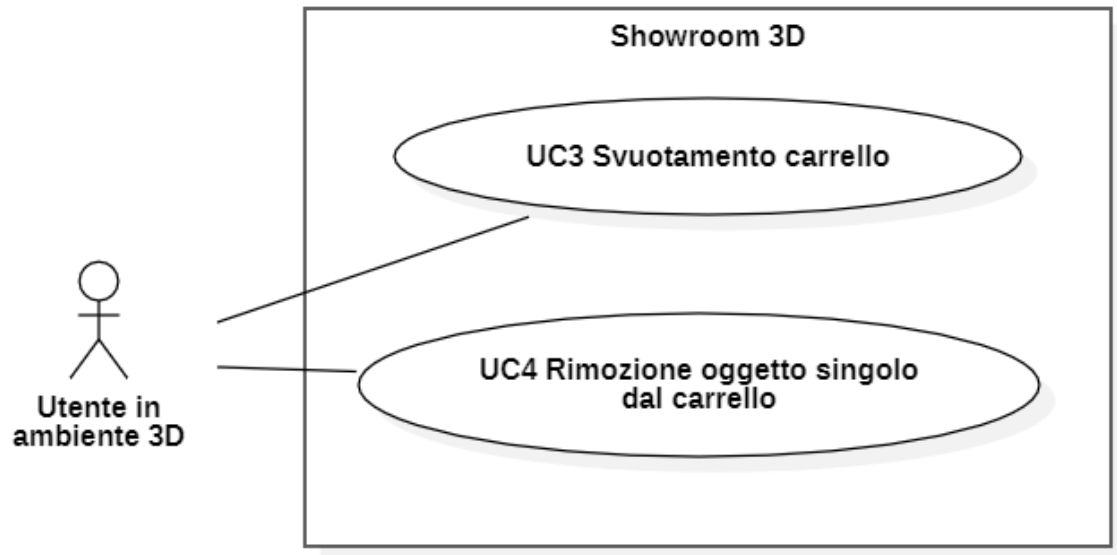 Showroom 3D
UC3 Svuotamento carrello
UC4 Rimozione oggetto singolo
dal carrello
Utente in
ambiente 3D